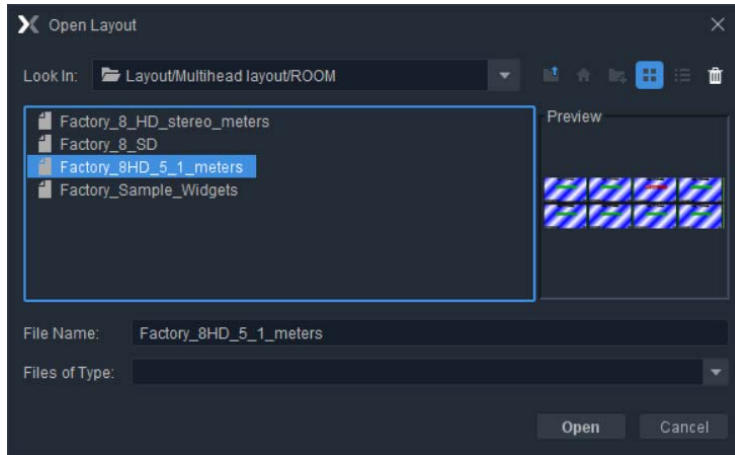 Open Layout
Look In: Layout/Multihead layout/ROOM
Factory_8_HD_stereo_meters
Factory_8_SD
Factory_8HD_5_1_meters
Factory_Sample_Widgets
Preview
File Name: Factory_8HD_5_1_meters
Files of Type:
Open Cancel